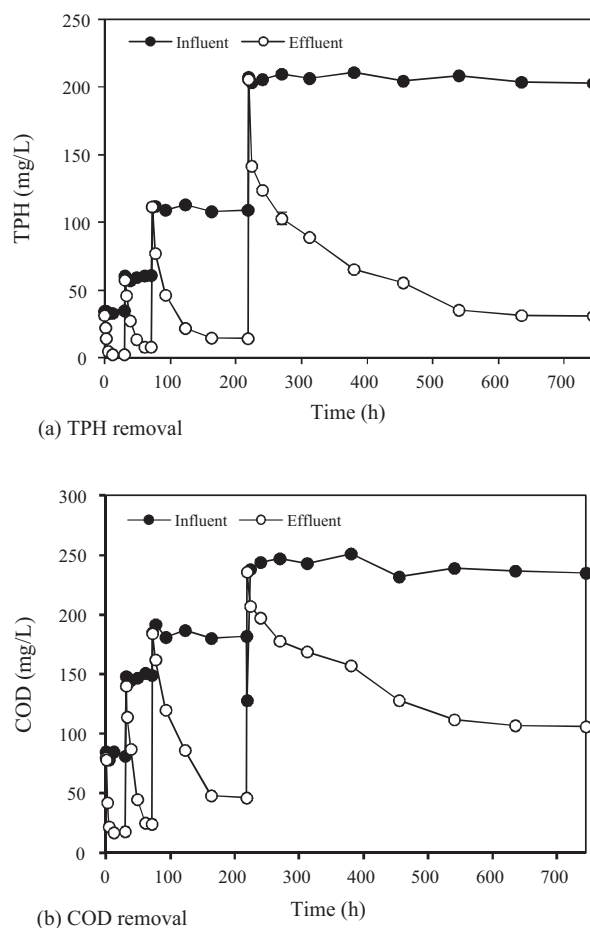 250
200
150
100
50
0
TPH (mg/L)
Influent Effluent
0 100 200 300 400 500 600 700
Time (h)
(a) TPH removal
300
250
200
150
100
50
0
COD (mg/L)
Influent Effluent
0 100 200 300 400 500 600 700
Time (h)
(b) COD removal